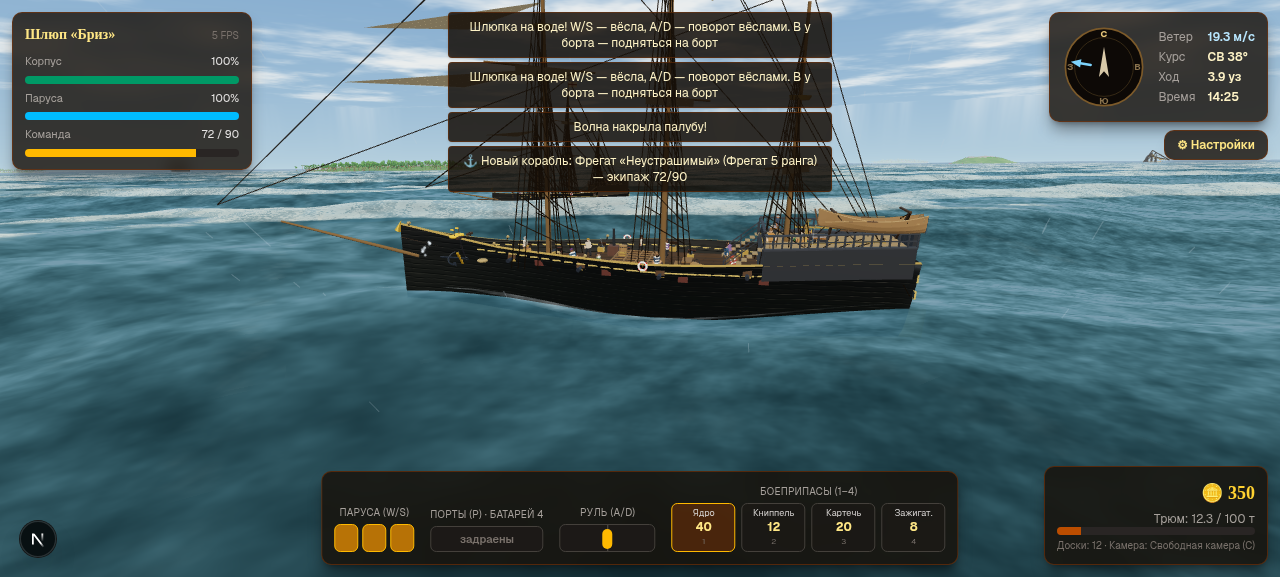 Шлюп «Бриз»
5 FPS
Корпус 100%
Паруса 100%
Команда 72 / 90
Шлюпка на воде! W/S — вёсла, A/D — поворот вёслами. В у
борта — подняться на борт
Шлюпка на воде! W/S — вёсла, A/D — поворот вёслами. В у
борта — подняться на борт
Волна накрыла палубу!
⚓ Новый корабль: Фрегат «Неустрашимый» (Фрегат 5 ранга)
— экипаж 72/90
С
З В
Ю
Ветер 19.3 м/с
Курс СВ 38°
Ход 3.9 уз
Время 14:25
⚙ Настройки
N
ПАРУСА (W/S)
ПОРТЫ (P) · БАТАРЕЙ 4
задраены
РУЛЬ (A/D)
БОЕПРИПАСЫ (1–4)
Ядро
40
1
Книппель
12
2
Картечь
20
3
Зажигат.
8
4
350
Трюм: 12.3 / 100 т
Доски: 12 · Камера: Свободная камера (C)